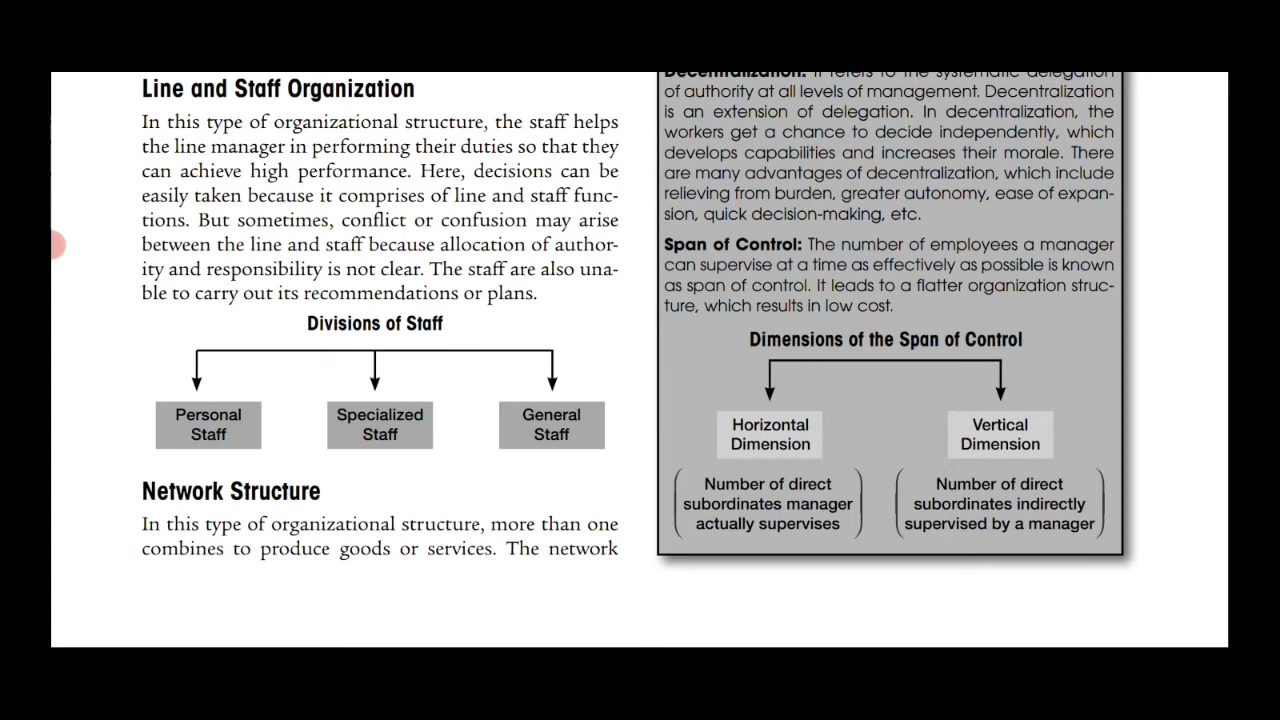 Line and Staff Organization
In this type of organizational structure, the staff helps
the line manager in performing their duties so that they
can achieve high performance. Here, decisions can be
easily taken because it comprises of line and staff func-
tions. But sometimes, conflict or confusion may arise
between the line and staff because allocation of author-
ity and responsibility is not clear. The staff are also una-
ble to carry out its recommendations or plans.
Divisions of Staff
Personal
Staff
Specialized
Staff
General
Staff
Network Structure
In this type of organizational structure, more than one
combines to produce goods or services. The network
Decentralization: It refers to the systematic delegation
of authority at all levels of management. Decentralization
is an extension of delegation. In decentralization, the
workers get a chance to decide independently, which
develops capabilities and increases their morale. There
are many advantages of decentralization, which include
relieving from burden, greater autonomy, ease of expan-
sion, quick decision-making, etc.
Span of Control: The number of employees a manager
can supervise at a time as effectively as possible is known
as span of control. It leads to a flatter organization struc-
ture, which results in low cost.
Dimensions of the Span of Control
Horizontal
Dimension
Vertical
Dimension
Number of direct
subordinates manager
actually supervises
Number of direct
subordinates indirectly
supervised by a manager